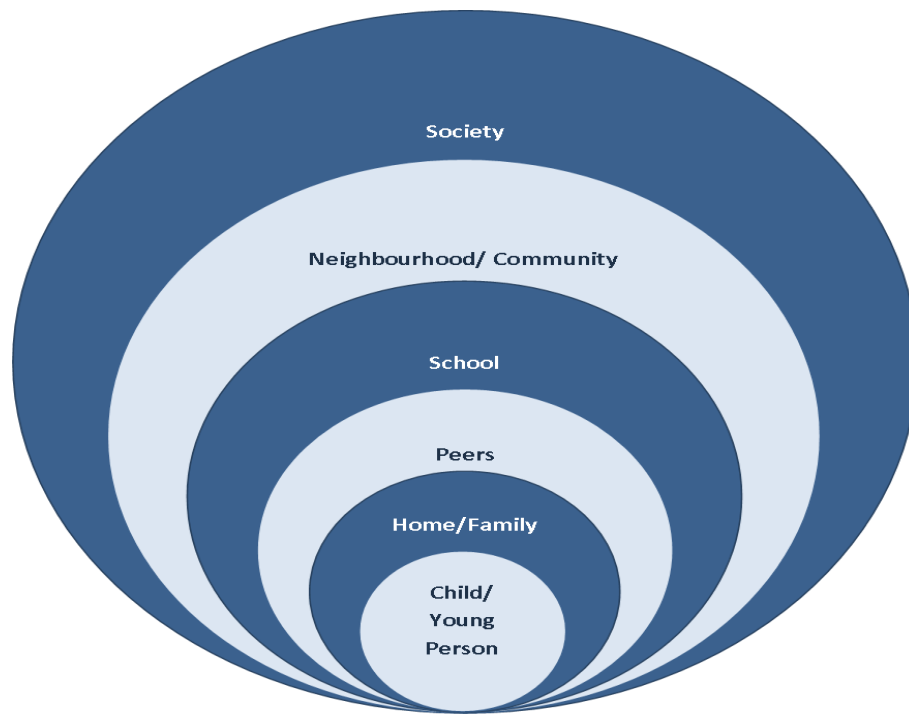 Society
Neighbourhood/ Community
School
Peers
Home/Family
Child/
Young
Person